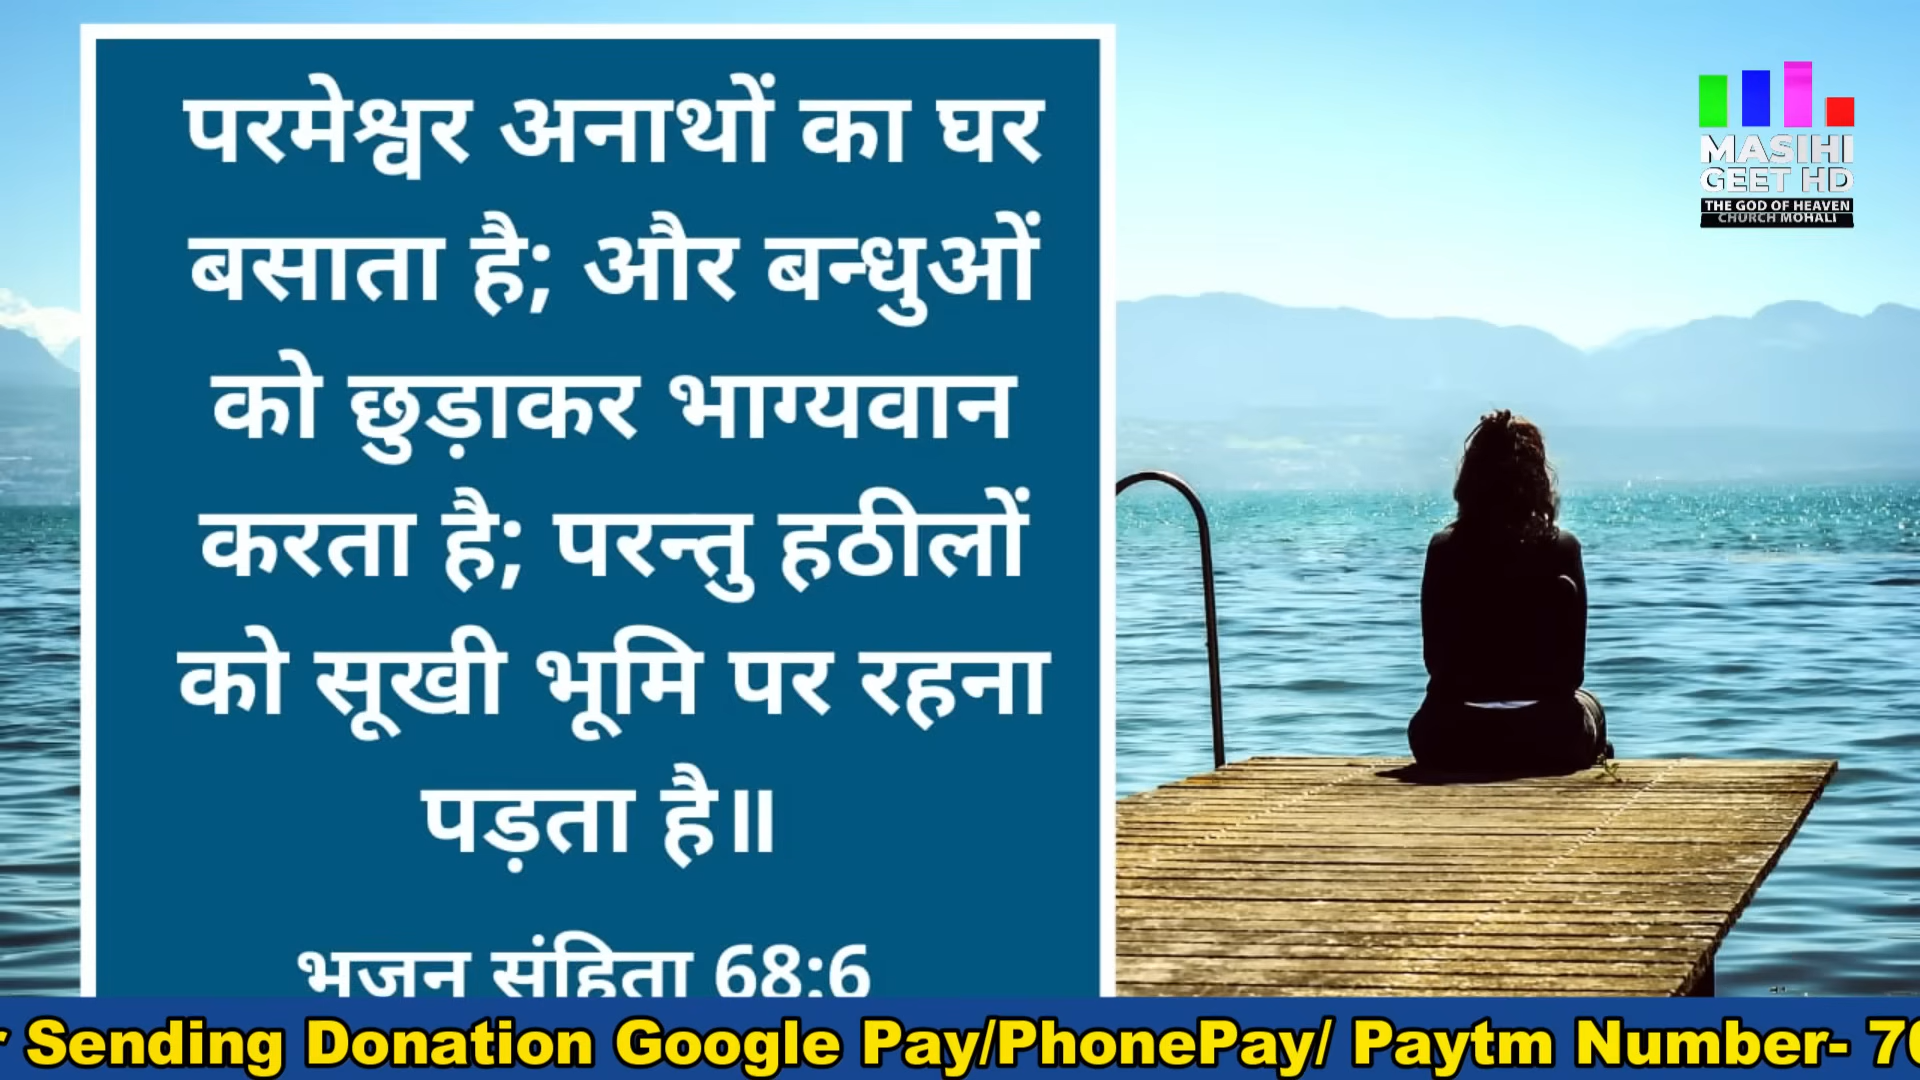 परमेश्वर अनाथों का घर
बसाता है; और बन्धुओं
को छुड़ाकर भाग्यवान
करता है; परन्तु हठीलों
को सूखी भूमि पर रहना
पड़ता है॥
भजन संहिता 68:6
MASIHI
GEET HD
THE GOD OF HEAVEN
CHURCH MOHALI
Sending Donation Google Pay/PhonePay/ Paytm Number-